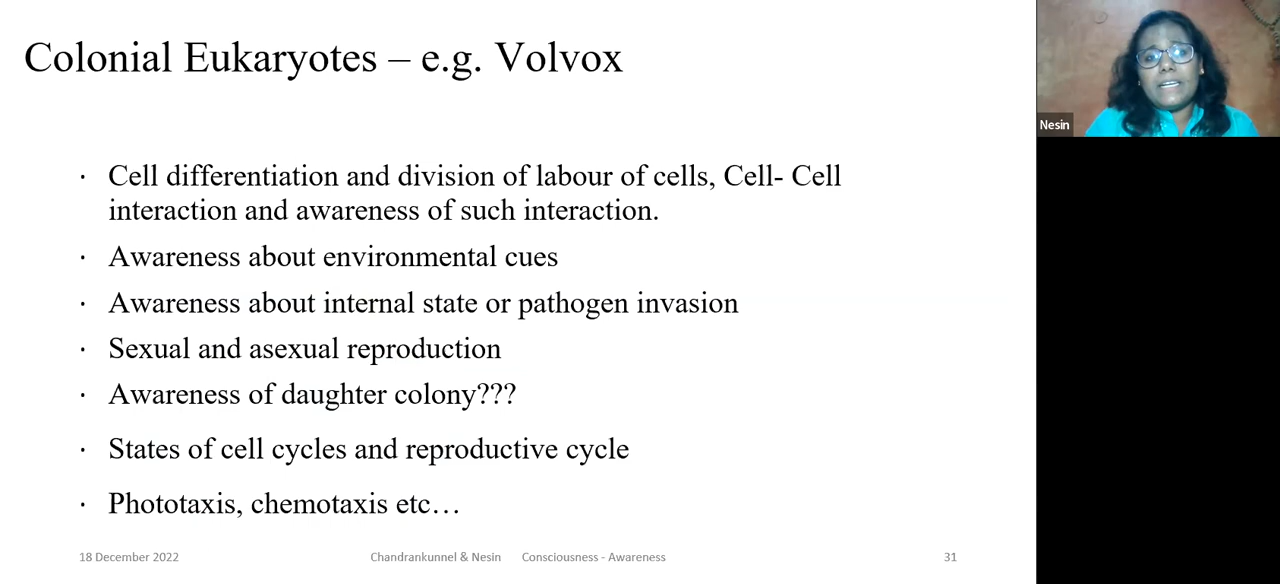 Colonial Eukaryotes – e.g. Volvox
Nesin
· Cell differentiation and division of labour of cells, Cell- Cell
interaction and awareness of such interaction.
· Awareness about environmental cues
· Awareness about internal state or pathogen invasion
· Sexual and asexual reproduction
· Awareness of daughter colony???
· States of cell cycles and reproductive cycle
· Phototaxis, chemotaxis etc…
18 December 2022 Chandrankunnel & Nesin Consciousness - Awareness 31